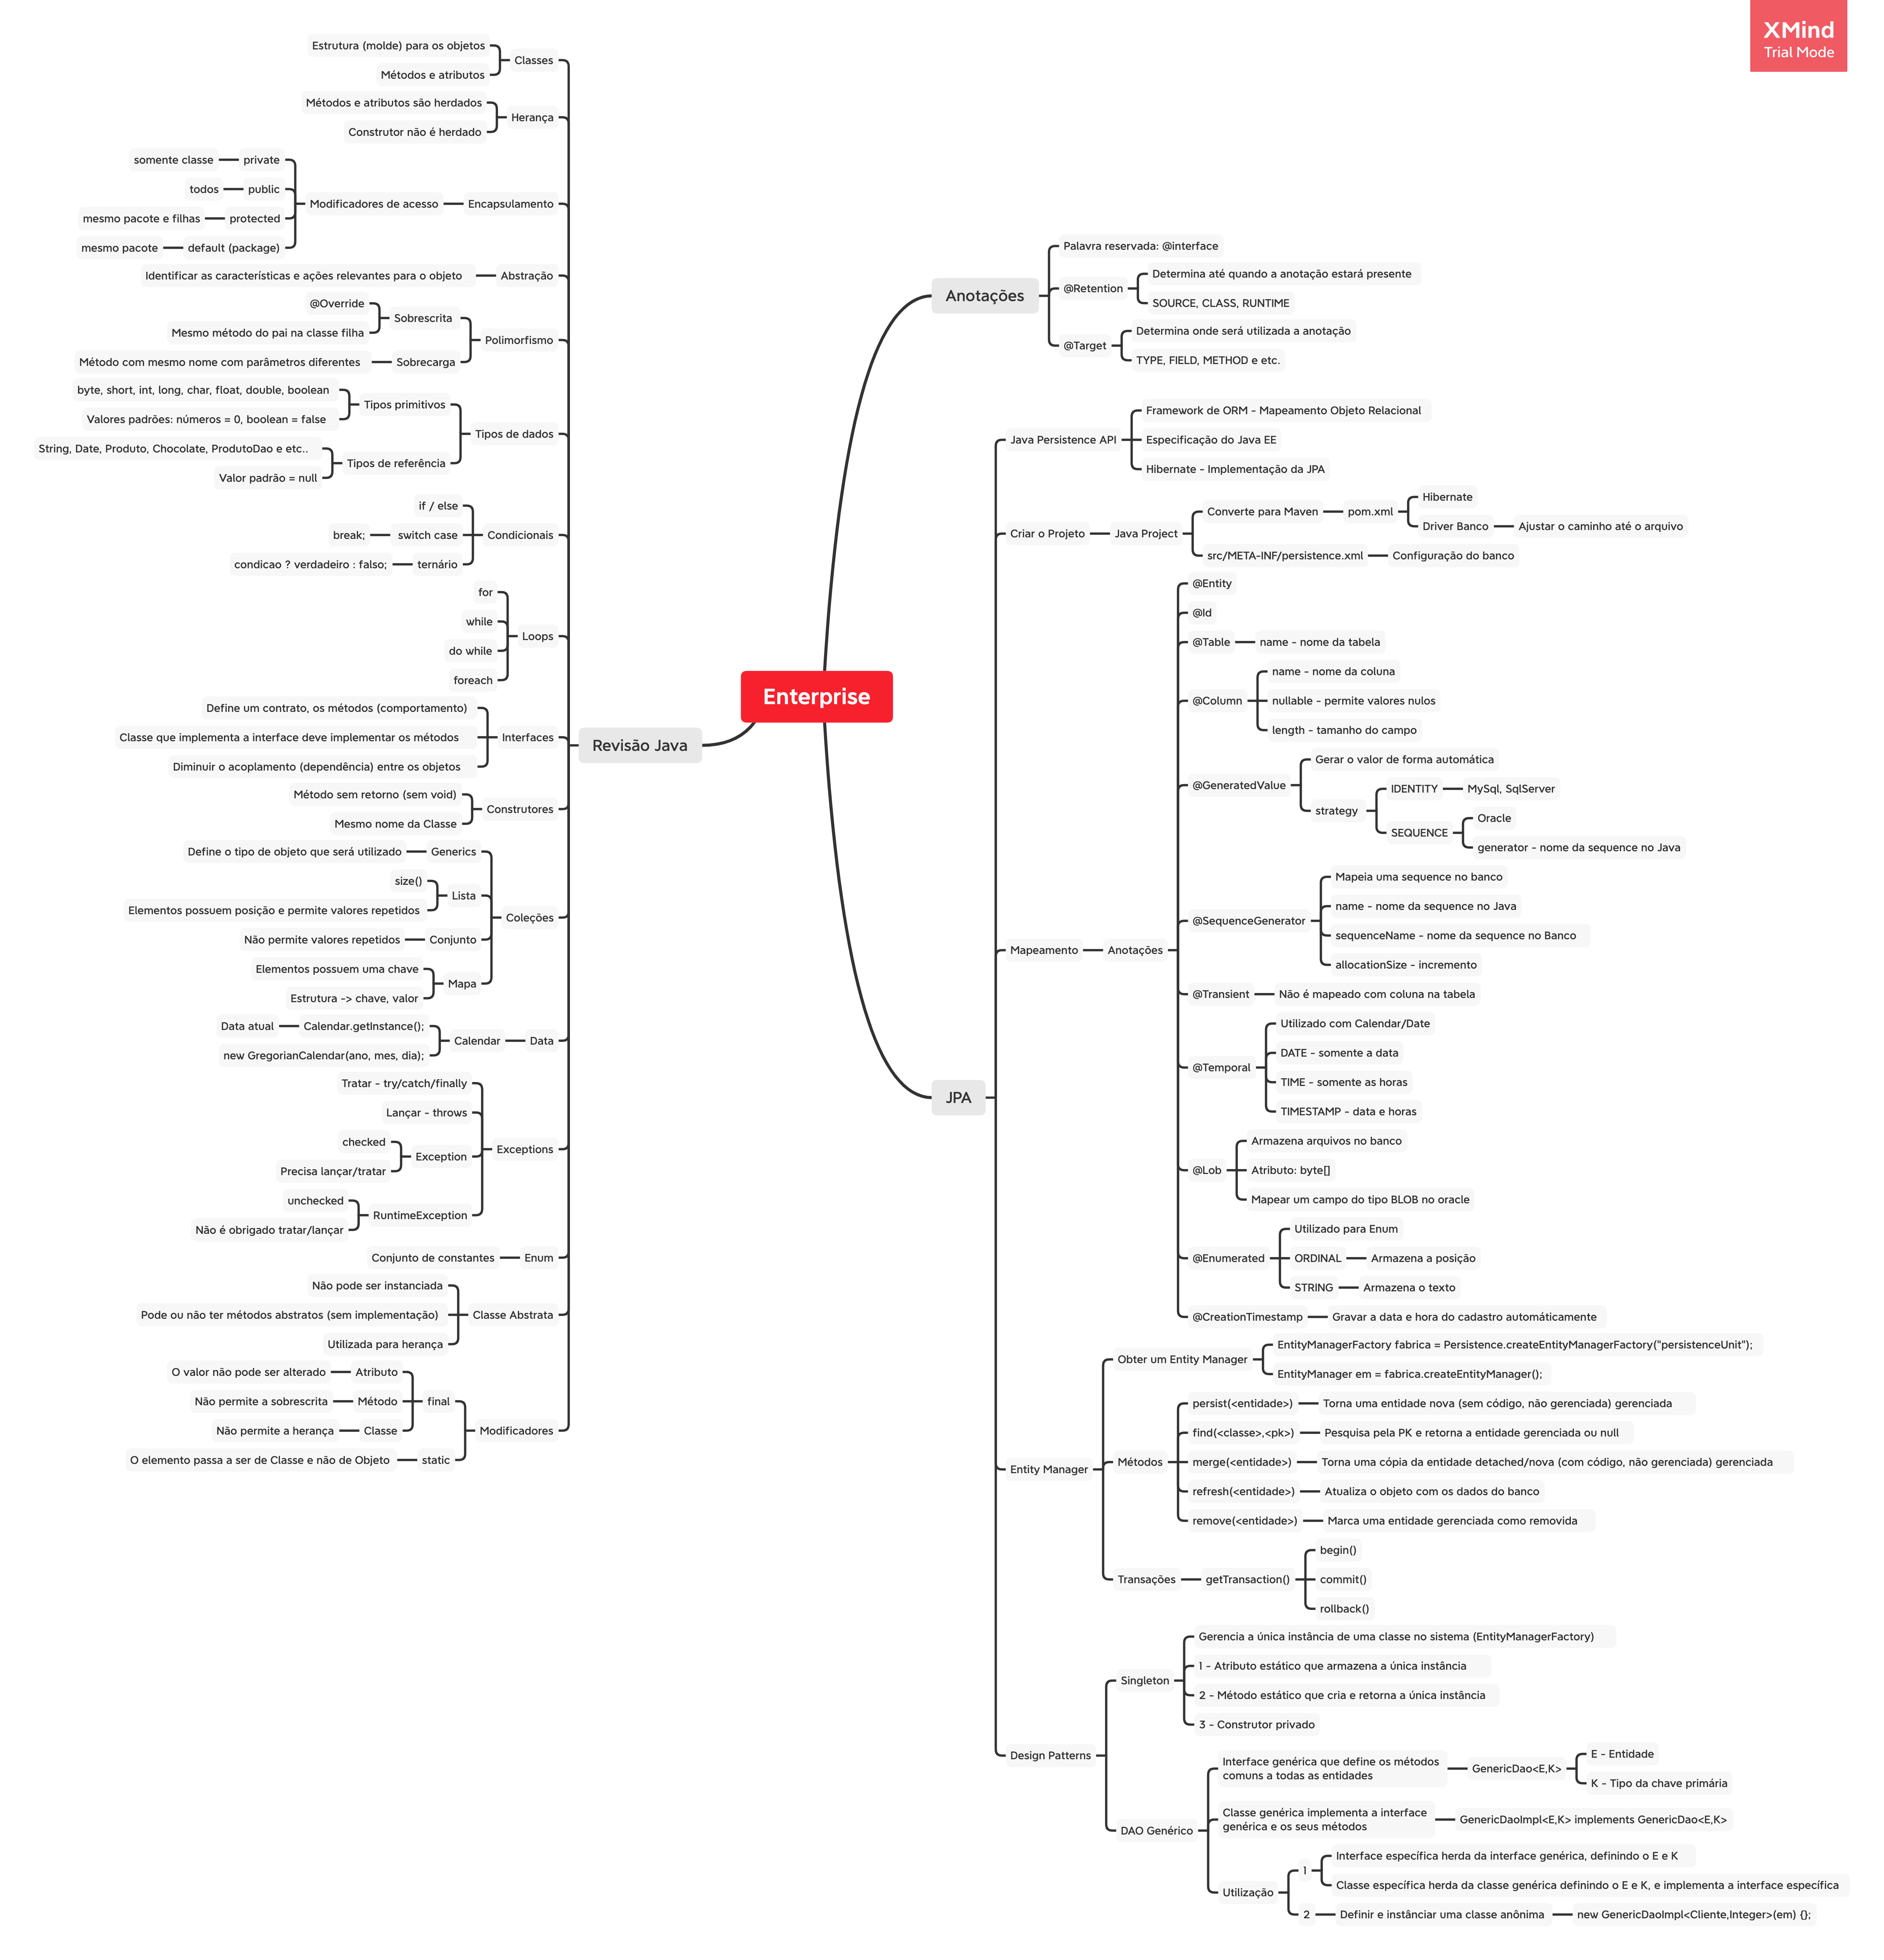 XMind
Trial Mode
Enterprise
Anotações
Palavra reservada: @interface
@Retention
Determina até quando a anotação estará presente
SOURCE, CLASS, RUNTIME
@Target
Determina onde será utilizada a anotação
TYPE, FIELD, METHOD e etc.
JPA
Java Persistence API
Framework de ORM - Mapeamento Objeto Relacional
Especificação do Java EE
Hibernate - Implementação da JPA
Criar o Projeto
Java Project
Converte para Maven
pom.xml
Hibernate
Driver Banco
Ajustar o caminho até o arquivo
src/META-INF/persistence.xml
Configuração do banco
Mapeamento
Anotações
@Entity
@Id
@Table
name - nome da tabela
@Column
name - nome da coluna
nullable - permite valores nulos
length - tamanho do campo
@GeneratedValue
Gerar o valor de forma automática
strategy
IDENTITY
MySql, SqlServer
SEQUENCE
Oracle
generator - nome da sequence no Java
@SequenceGenerator
Mapeia uma sequence no banco
name - nome da sequence no Java
sequenceName - nome da sequence no Banco
allocationSize - incremento
@Transient
Não é mapeado com coluna na tabela
@Temporal
Utilizado com Calendar/Date
DATE - somente a data
TIME - somente as horas
TIMESTAMP - data e horas
@Lob
Armazena arquivos no banco
Atributo: byte[]
Mapear um campo do tipo BLOB no oracle
@Enumerated
Utilizado para Enum
ORDINAL
Armazena a posição
STRING
Armazena o texto
@CreationTimestamp
Gravar a data e hora do cadastro automáticamente
Entity Manager
Obter um Entity Manager
EntityManagerFactory fabrica = Persistence.createEntityManagerFactory("persistenceUnit");
EntityManager em = fabrica.createEntityManager();
Métodos
persist(<entidade>)
Torna uma entidade nova (sem código, não gerenciada) gerenciada
find(<classe>,<pk>)
Pesquisa pela PK e retorna a entidade gerenciada ou null
merge(<entidade>)
Torna uma cópia da entidade detached/nova (com código, não gerenciada) gerenciada
refresh(<entidade>)
Atualiza o objeto com os dados do banco
remove(<entidade>)
Marca uma entidade gerenciada como removida
Transações
getTransaction()
begin()
commit()
rollback()
Design Patterns
Singleton
Gerencia a única instância de uma classe no sistema (EntityManagerFactory)
1 - Atributo estático que armazena a única instância
2 - Método estático que cria e retorna a única instância
3 - Construtor privado
DAO Genérico
Interface genérica que define os métodos
comuns a todas as entidades
GenericDao<E,K>
E - Entidade
K - Tipo da chave primária
Classe genérica implementa a interface
genérica e os seus métodos
GenericDaoImpl<E,K> implements GenericDao<E,K>
Utilização
1
Interface específica herda da interface genérica, definindo o E e K
Classe específica herda da classe genérica definindo o E e K, e implementa a interface específica
2
Definir e instânciar uma classe anônima
new GenericDaoImpl<Cliente,Integer>(em) {};
Revisão Java
Classes
Estrutura (molde) para os objetos
Métodos e atributos
Herança
Métodos e atributos são herdados
Construtor não é herdado
Encapsulamento
Modificadores de acesso
private
somente classe
public
todos
protected
mesmo pacote e filhas
default (package)
mesmo pacote
Abstração
Identificar as características e ações relevantes para o objeto
Polimorfismo
Sobrescrita
@Override
Mesmo método do pai na classe filha
Sobrecarga
Método com mesmo nome com parâmetros diferentes
Tipos de dados
Tipos primitivos
byte, short, int, long, char, float, double, boolean
Valores padrões: números = 0, boolean = false
Tipos de referência
String, Date, Produto, Chocolate, ProdutoDao e etc..
Valor padrão = null
Condicionais
if / else
switch case
break;
ternário
condicao ? verdadeiro : falso;
Loops
for
while
do while
foreach
Interfaces
Define um contrato, os métodos (comportamento)
Classe que implementa a interface deve implementar os métodos
Diminuir o acoplamento (dependência) entre os objetos
Construtores
Método sem retorno (sem void)
Mesmo nome da Classe
Coleções
Generics
Define o tipo de objeto que será utilizado
Lista
size()
Elementos possuem posição e permite valores repetidos
Conjunto
Não permite valores repetidos
Mapa
Elementos possuem uma chave
Estrutura -> chave, valor
Data
Calendar
Calendar.getInstance();
Data atual
new GregorianCalendar(ano, mes, dia);
Exceptions
Tratar - try/catch/finally
Lançar - throws
Exception
checked
Precisa lançar/tratar
RuntimeException
unchecked
Não é obrigado tratar/lançar
Enum
Conjunto de constantes
Classe Abstrata
Não pode ser instanciada
Pode ou não ter métodos abstratos (sem implementação)
Utilizada para herança
Modificadores
final
Atributo
O valor não pode ser alterado
Método
Não permite a sobrescrita
Classe
Não permite a herança
static
O elemento passa a ser de Classe e não de Objeto